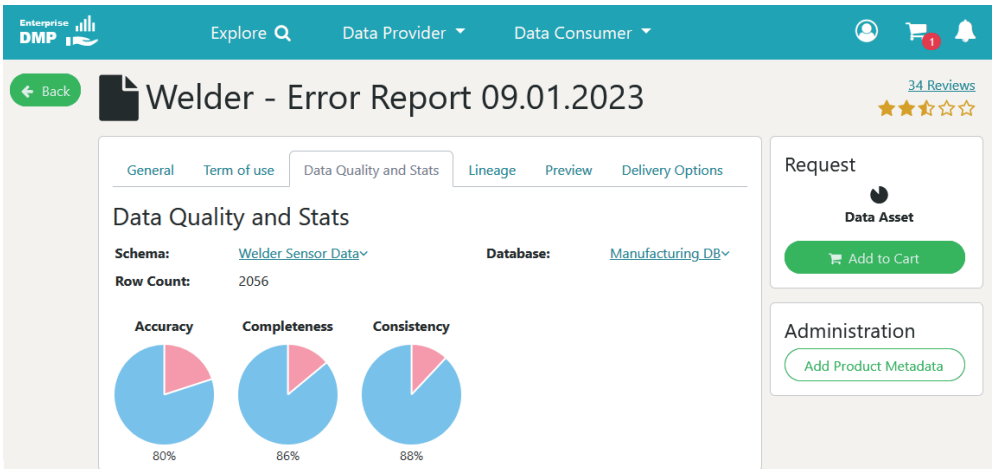 Enterprise
DMP
Explore
Data Provider
Data Consumer
1
Back
Welder - Error Report 09.01.2023
34 Reviews
General
Term of use
Data Quality and Stats
Lineage
Preview
Delivery Options
Data Quality and Stats
Schema:
Welder Sensor Data
Database:
Manufacturing DB
Row Count:
2056
Accuracy
Completeness
Consistency
80%
86%
88%
Request
Data Asset
Add to Cart
Administration
Add Product Metadata